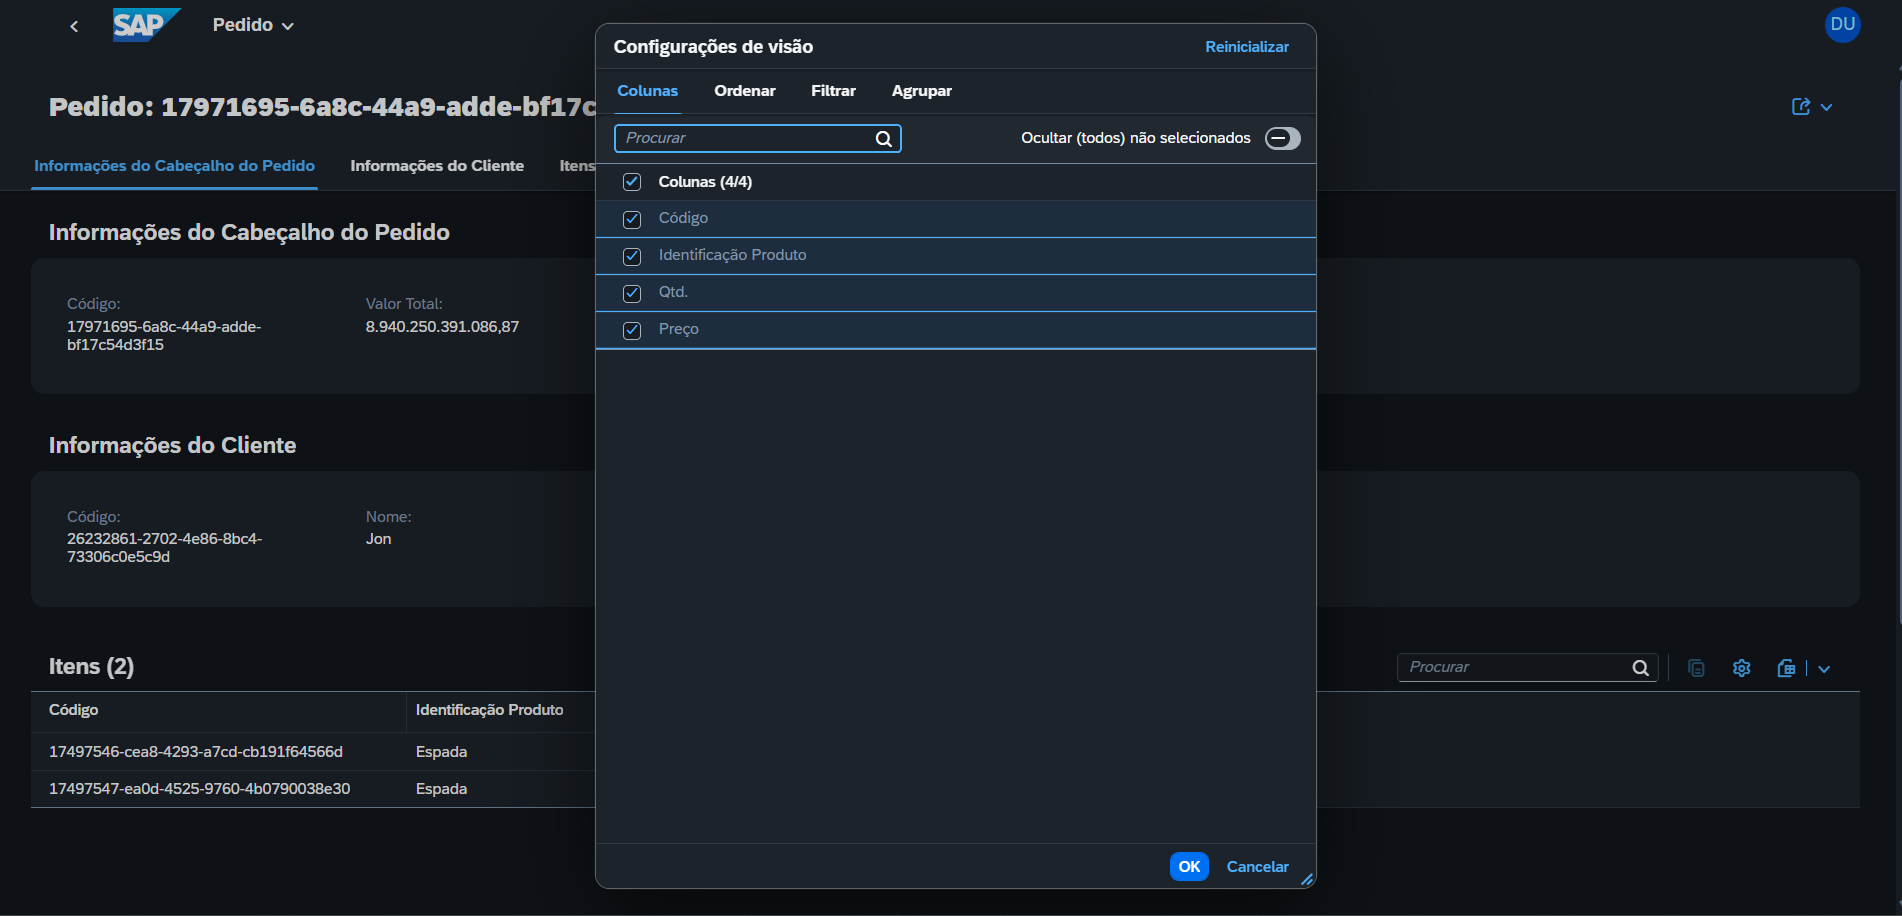 SAP
Pedido
DU
Pedido: 17971695-6a8c-44a9-adde-bf17c
Informações do Cabeçalho do Pedido
Informações do Cliente
Itens
Informações do Cabeçalho do Pedido
Código:
17971695-6a8c-44a9-adde-
bf17c54d3f15
Valor Total:
8.940.250.391.086,87
Informações do Cliente
Código:
26232861-2702-4e86-8bc4-
73306c0e5c9d
Nome:
Jon
Itens (2)
Procurar
Código
Identificação Produto
17497546-cea8-4293-a7cd-cb191f64566d
Espada
17497547-ea0d-4525-9760-4b0790038e30
Espada
Configurações de visão
Reinicializar
Colunas
Ordenar
Filtrar
Agrupar
Procurar
Ocultar (todos) não selecionados
Colunas (4/4)
Código
Identificação Produto
Qtd.
Preço
OK
Cancelar